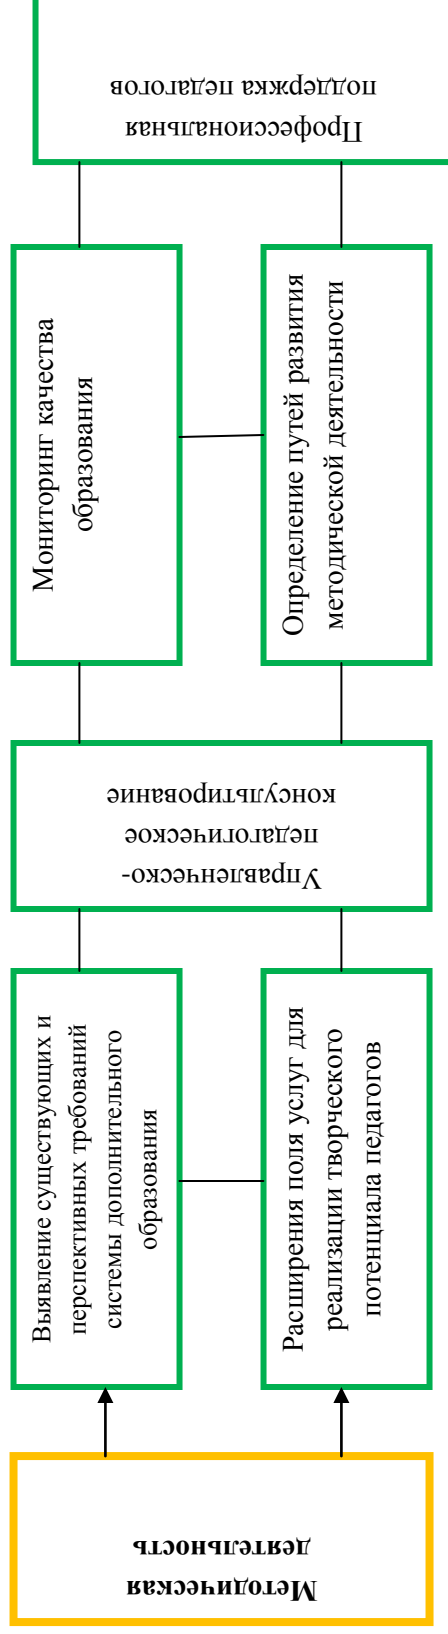 Методическая
деятельность
Выявление существующих и
перспективных требований
системы дополнительного
образования
Расширения поля услуг для
реализации творческого
потенциала педагогов
Управленческо-
педагогическое
консультирование
Мониторинг качества
образования
Определение путей развития
методической деятельности
Профессиональная
поддержка педагогов